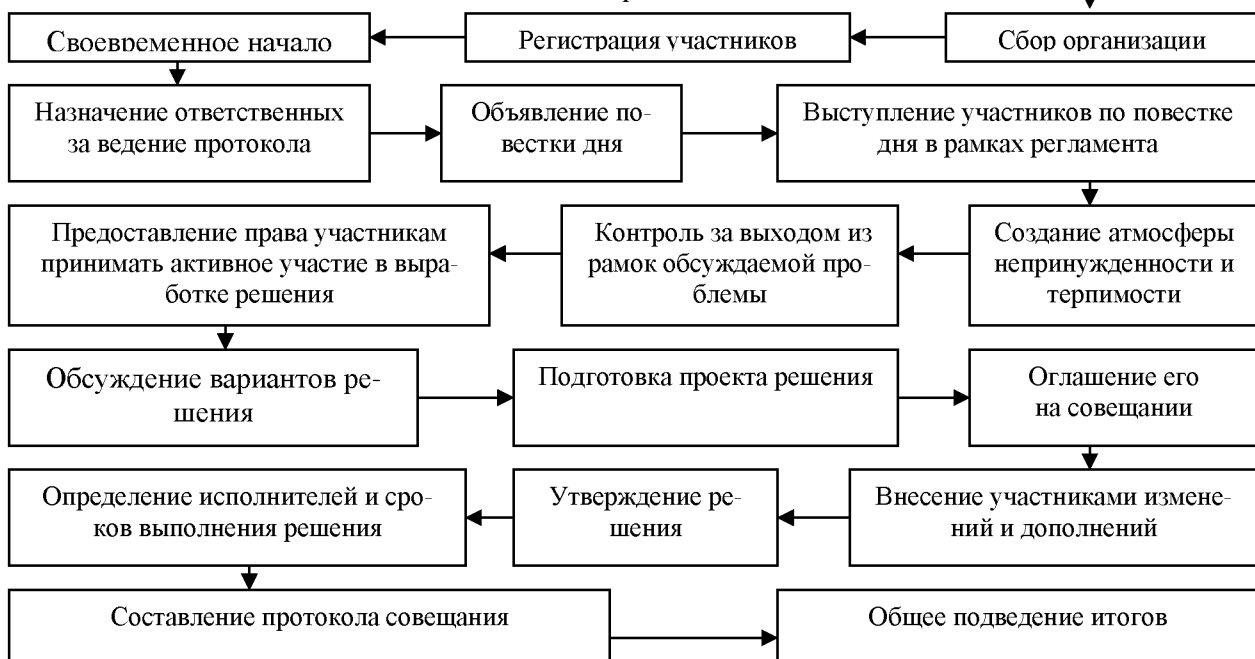 Своевременное начало
Регистрация участников
Сбор организации
Назначение ответственных
за ведение протокола
Объявление по-
вестки дня
Выступление участников по повестке
дня в рамках регламента
Предоставление права участникам
принимать активное участие в выра-
ботке решения
Контроль за выходом из
рамок обсуждаемой про-
блемы
Создание атмосферы
непринужденности и
терпимости
Обсуждение вариантов ре-
шения
Подготовка проекта решения
Оглашение его
на совещании
Определение исполнителей и сро-
ков выполнения решения
Утверждение ре-
шения
Внесение участниками измене-
ний и дополнений
Составление протокола совещания
Общее подведение итогов